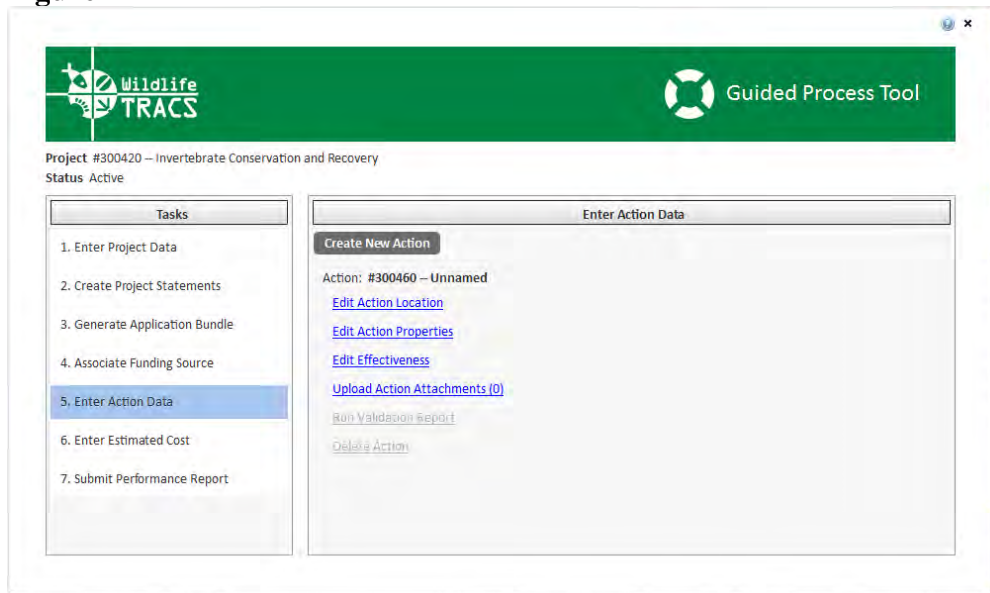 Wildlife
TRACS
Guided Process Tool
Project #300420 – Invertebrate Conservation and Recovery
Status Active
Tasks
1. Enter Project Data
2. Create Project Statements
3. Generate Application Bundle
4. Associate Funding Source
5. Enter Action Data
6. Enter Estimated Cost
7. Submit Performance Report
Enter Action Data
Create New Action
Action: #300460 – Unnamed
Edit Action Location
Edit Action Properties
Edit Effectiveness
Upload Action Attachments (0)
Run Validation Report
Delete Action